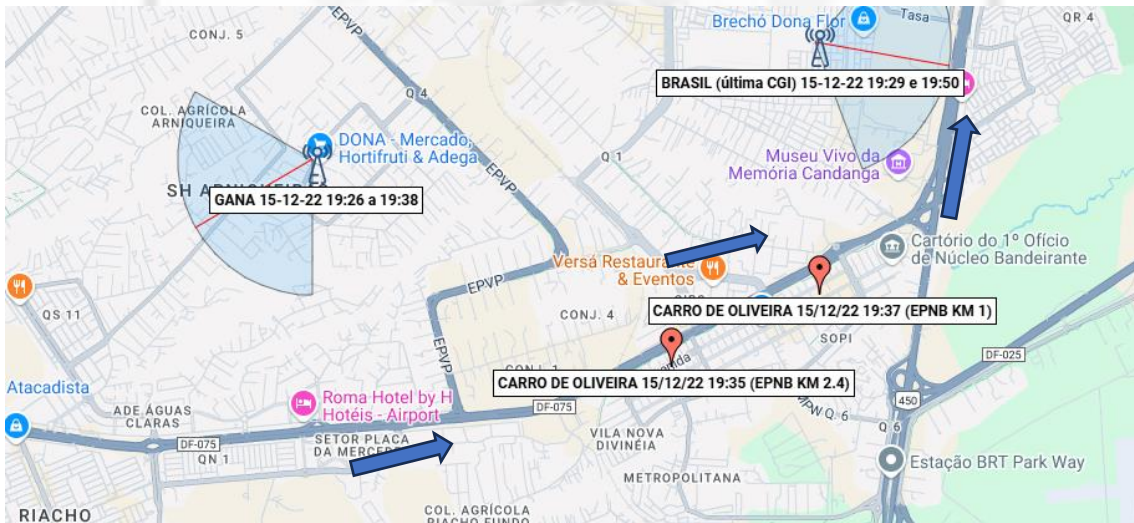 CONJ. 5
Brechó Dona Flor
Tasa
QR 4
BRASIL (última CGI) 15-12-22 19:29 e 19:50
Q 4
COL. AGRÍCOLA
ARNIQUEIRA
DONA - Mercado,
Hortifruti & Adega
EPVP
Q 1
Museu Vivo da
Memória Candanga
GANA 15-12-22 19:26 a 19:38
EPVP
Cartório do 1º Ofício
de Núcleo Bandeirante
Versá Restaurante
& Eventos
EPVP
QS 11
CONJ. 4
CARRO DE OLIVEIRA 15/12/22 19:37 (EPNB KM 1)
SOPI
EPVP
DF-025
CARRO DE OLIVEIRA 15/12/22 19:35 (EPNB KM 2.4)
Atacadista
Roma Hotel by H
Hotéis - Airport
DF-075
450
ADE ÁGUAS
CLARAS
MPW Q. 6
Q 6
DF-075
SETOR PLACA
DA MERCEDES
QN 1
VILA NOVA
DIVINÉIA
METROPOLITANA
Estação BRT Park Way
COL. AGRÍCOLA
RIACHO FUNDO
RIACHO